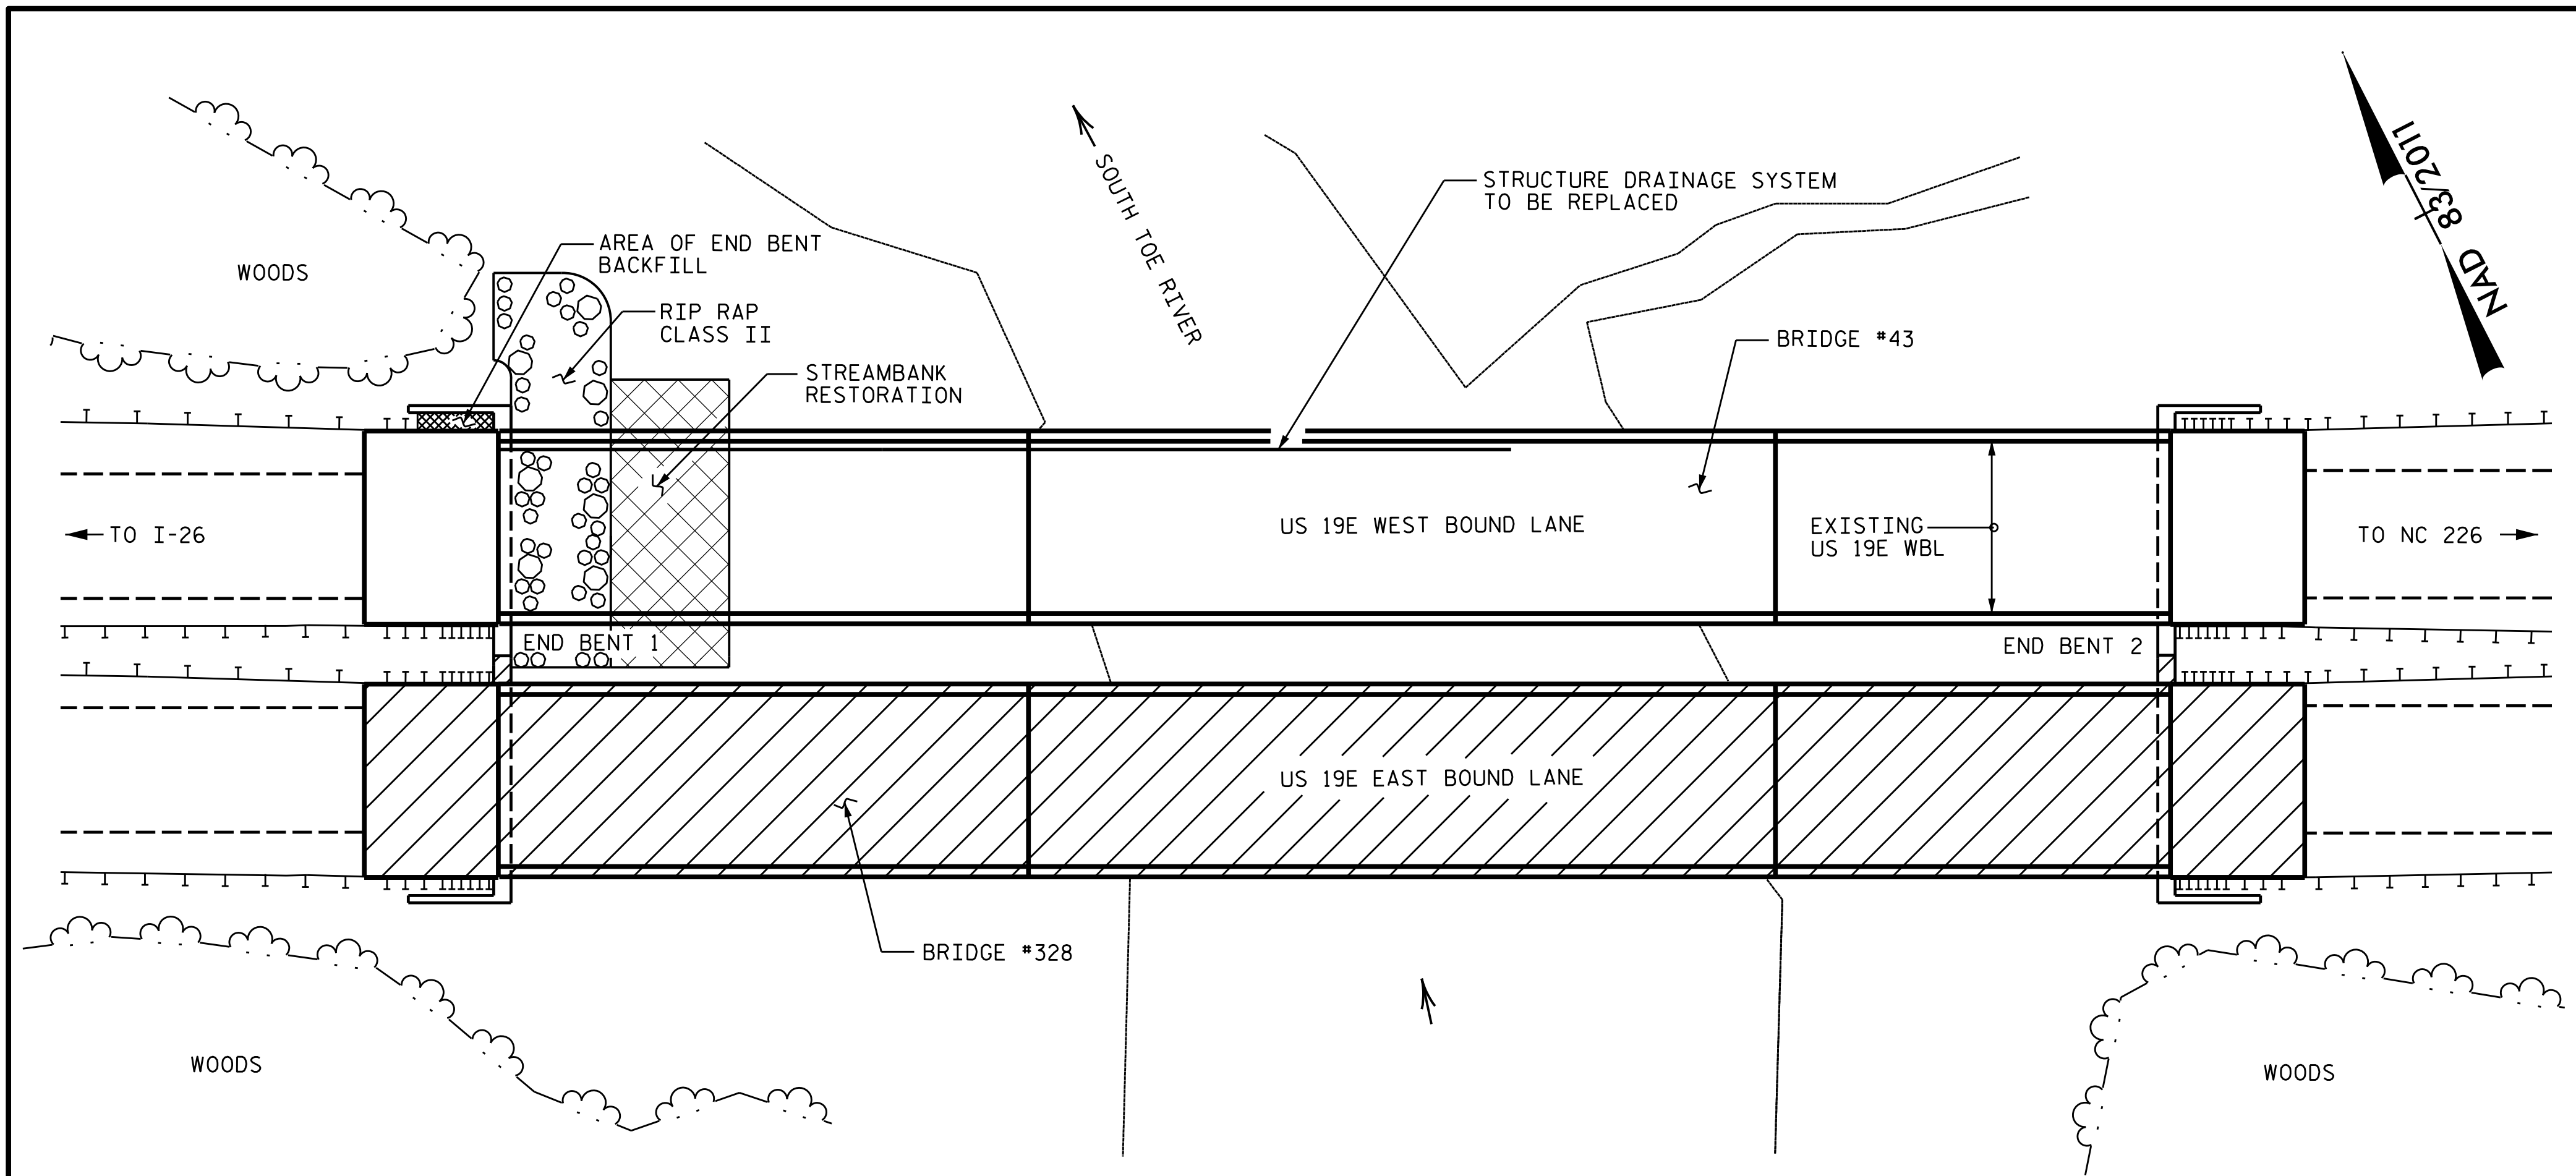 NAD 83/2011
SOUTH TOE RIVER
STRUCTURE DRAINAGE SYSTEM
TO BE REPLACED
AREA OF END BENT
BACKFILL
WOODS
RIP RAP
CLASS II
BRIDGE #43
STREAMBANK
RESTORATION
TO I-26
US 19E WEST BOUND LANE
EXISTING
US 19E WBL
TO NC 226
END BENT 1
END BENT 2
US 19E EAST BOUND LANE
BRIDGE #328
WOODS
WOODS